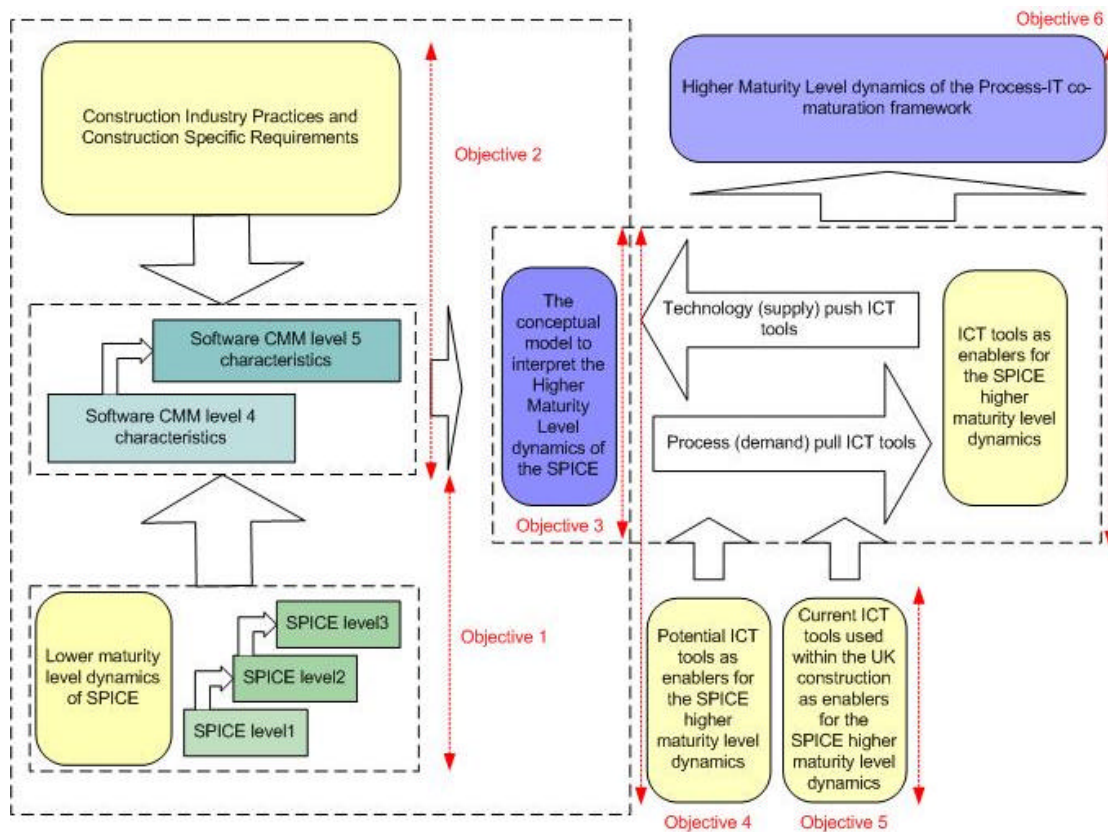 Construction Industry Practices and
Construction Specific Requirements
Objective 2
Software CMM level 5
characteristics
Software CMM level 4
characteristics
Lower maturity
level dynamics
of SPICE
SPICE level3
SPICE level2
SPICE level1
Objective 1
Objective 6
Higher Maturity Level dynamics of the Process-IT co-
maturation framework
The
conceptual
model to
interpret the
Higher
Maturity
Level
dynamics of
the SPICE
Objective 3
Technology (supply) push ICT
tools
Process (demand) pull ICT tools
ICT tools as
enablers for
the SPICE
higher
maturity level
dynamics
Potential ICT
tools as
enablers for
the SPICE
higher
maturity level
dynamics
Objective 4
Current ICT
tools used
within the UK
construction
as enablers
for the
SPICE higher
maturity level
dynamics
Objective 5